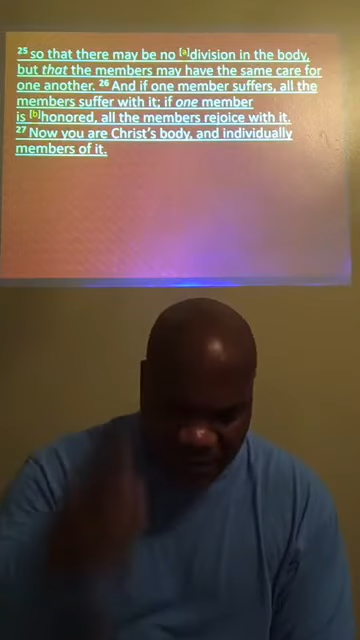 25 so that there may be no [a]division in the body,
but that the members may have the same care for
one another. 26 And if one member suffers, all the
members suffer with it; if one member
is [b]honored, all the members rejoice with it.
27 Now you are Christ's body, and individually
members of it.